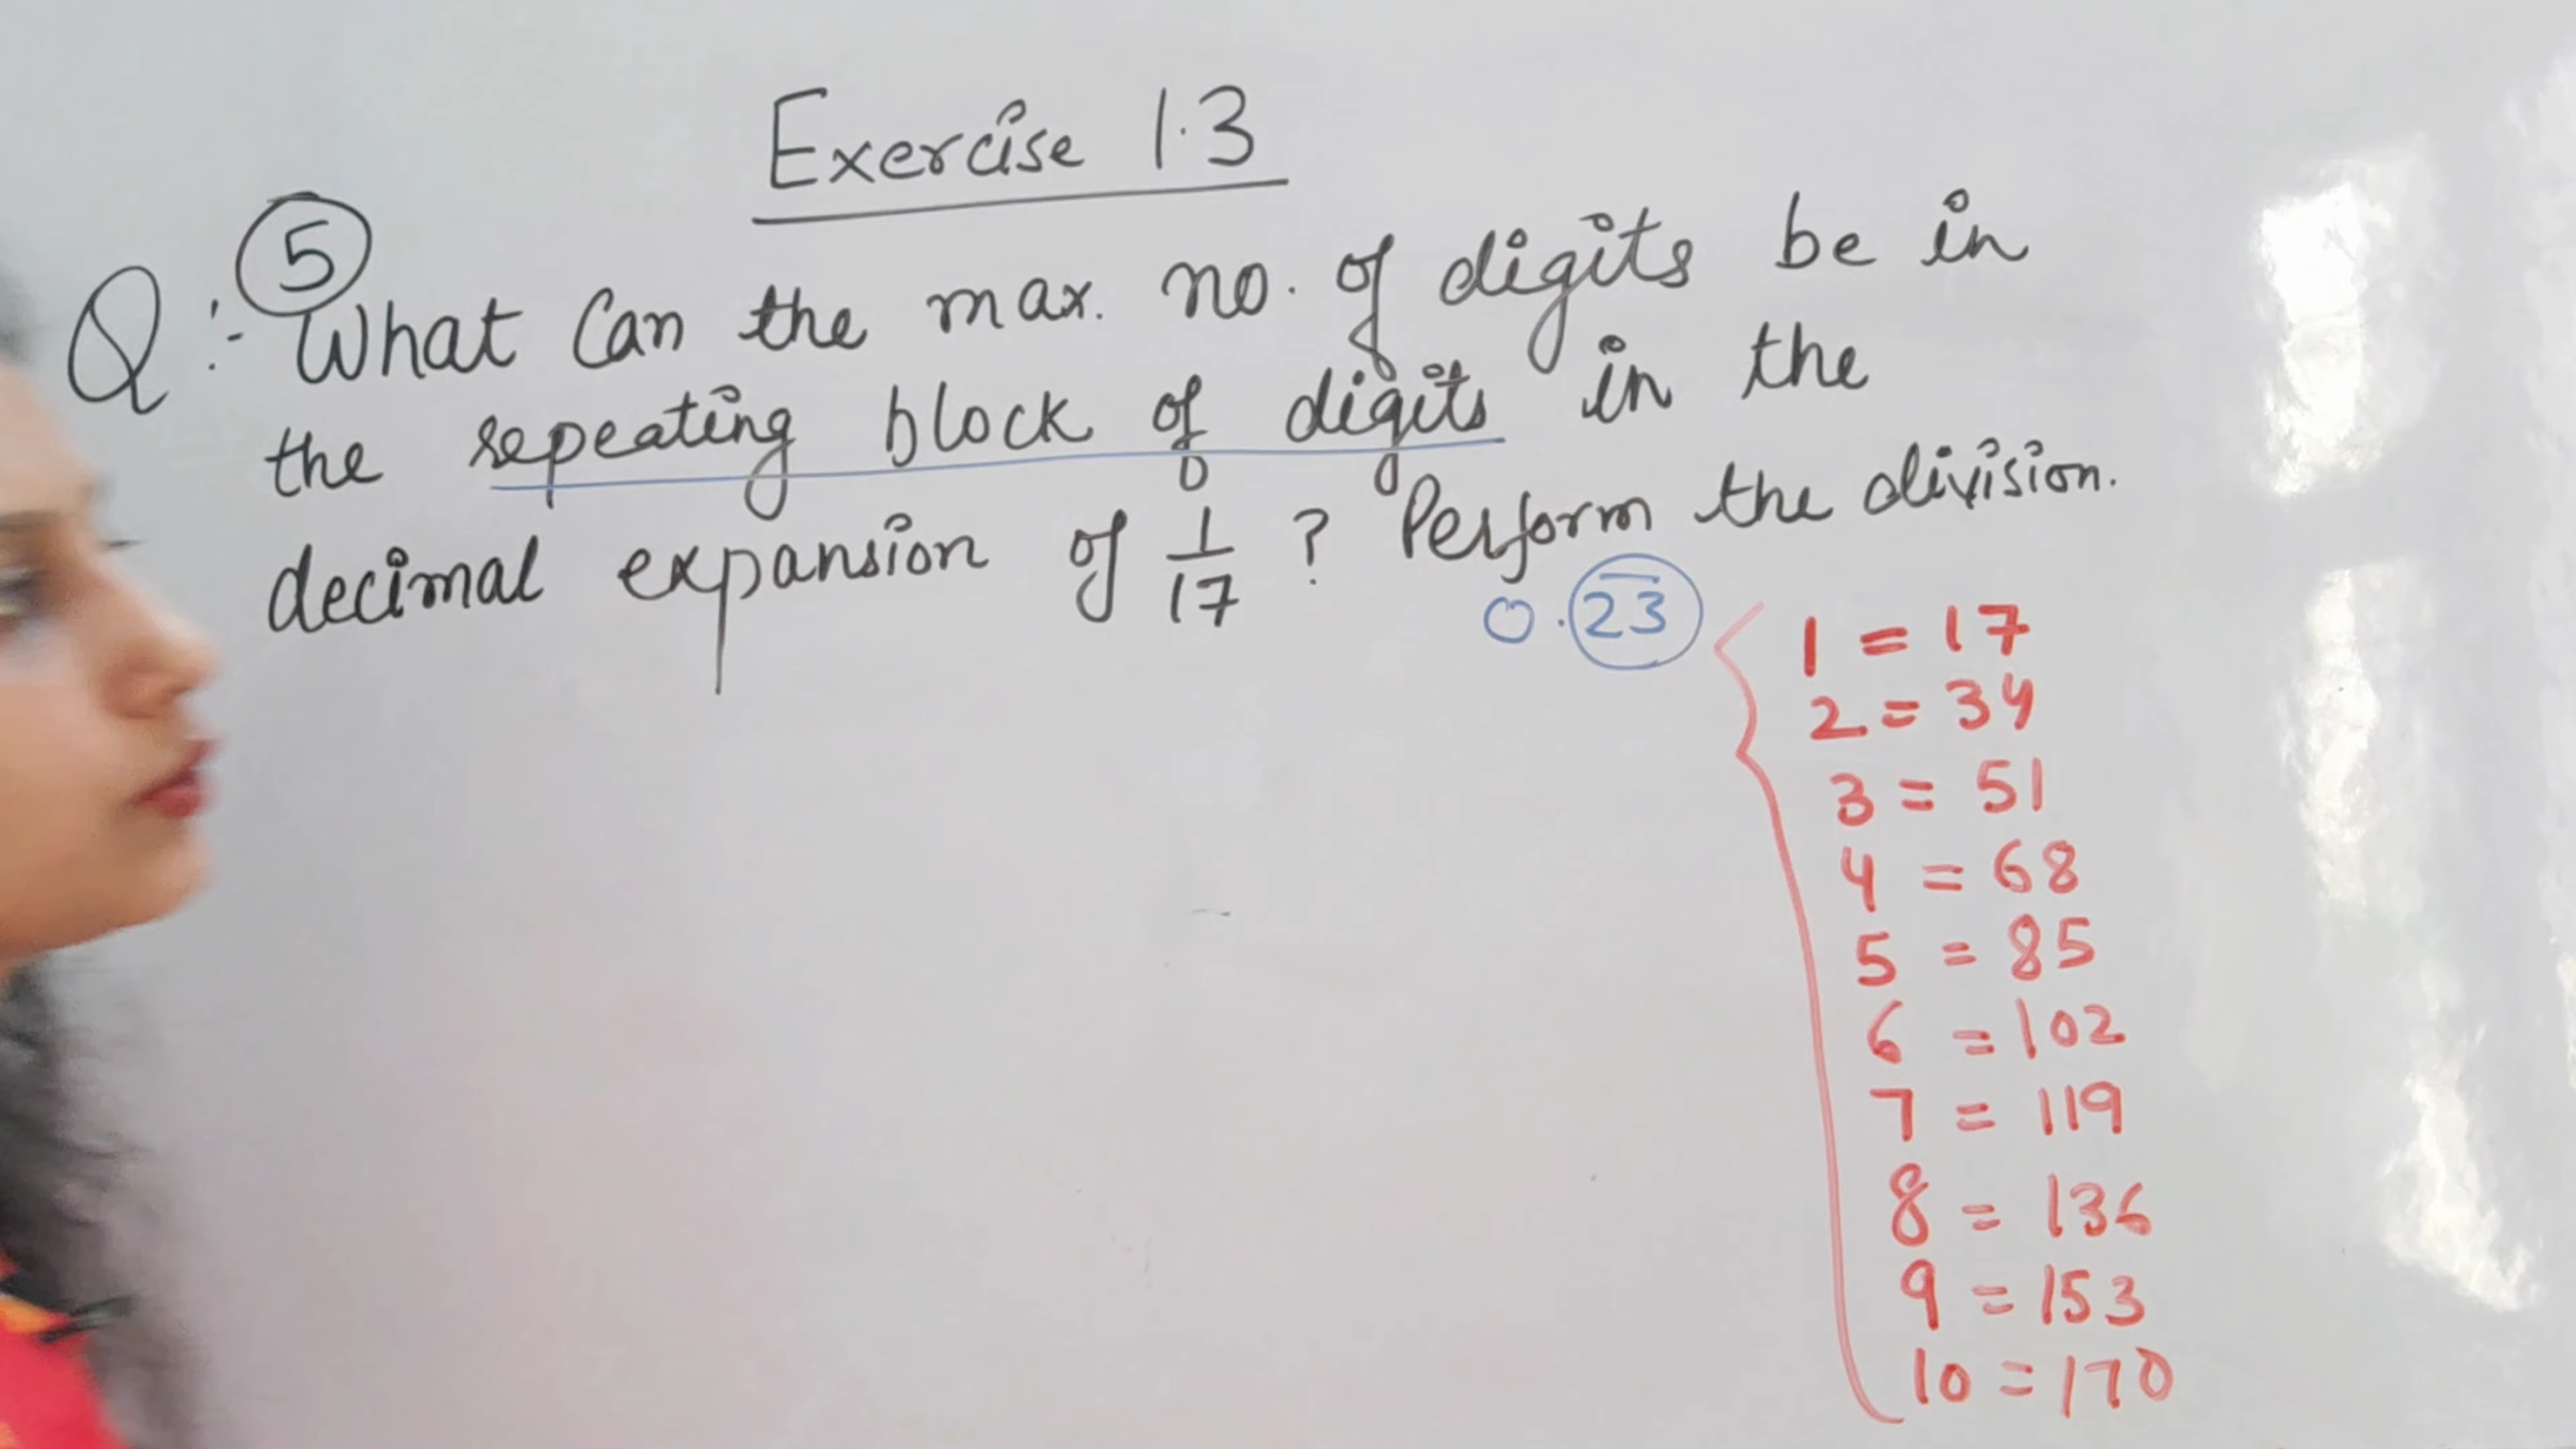 Exercise 1.3
Q:- ⑤ What Can the max. no. of digits be in
the repeating block of digits in the
decimal expansion of 1/17 ? Perform the division.
0.2̅3̅
1 = 17
2 = 34
3 = 51
4 = 68
5 = 85
6 = 102
7 = 119
8 = 136
9 = 153
10 = 170